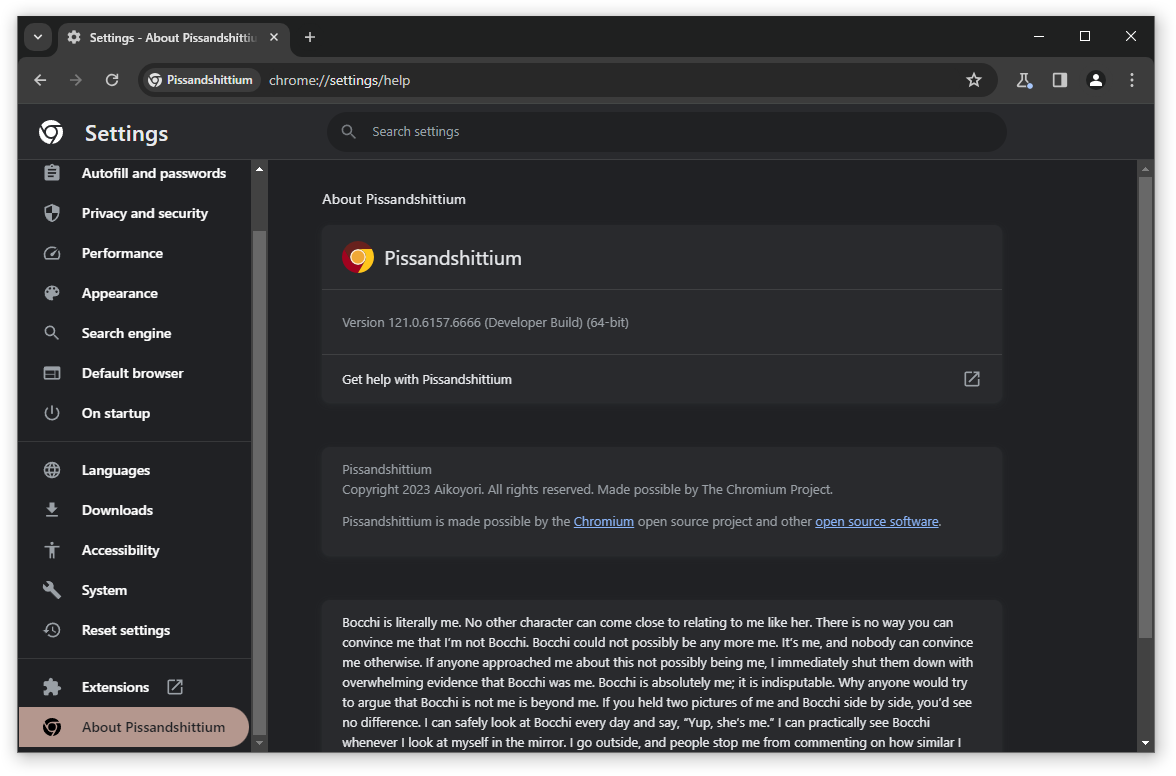 Settings - About Pissandshittiu
Pissandshittium chrome://settings/help
Settings
Search settings
Autofill and passwords
Privacy and security
Performance
Appearance
Search engine
Default browser
On startup
Languages
Downloads
Accessibility
System
Reset settings
Extensions
About Pissandshittium
About Pissandshittium
Pissandshittium
Version 121.0.6157.6666 (Developer Build) (64-bit)
Get help with Pissandshittium
Pissandshittium
Copyright 2023 Aikoyori. All rights reserved. Made possible by The Chromium Project.
Pissandshittium is made possible by the Chromium open source project and other open source software.
Bocchi is literally me. No other character can come close to relating to me like her. There is no way you can
convince me that I'm not Bocchi. Bocchi could not possibly be any more me. It's me, and nobody can convince
me otherwise. If anyone approached me about this not possibly being me, I immediately shut them down with
overwhelming evidence that Bocchi was me. Bocchi is absolutely me; it is indisputable. Why anyone would try
to argue that Bocchi is not me is beyond me. If you held two pictures of me and Bocchi side by side, you'd see
no difference. I can safely look at Bocchi every day and say, "Yup, she's me." I can practically see Bocchi
whenever I look at myself in the mirror. I go outside, and people stop me from commenting on how similar I